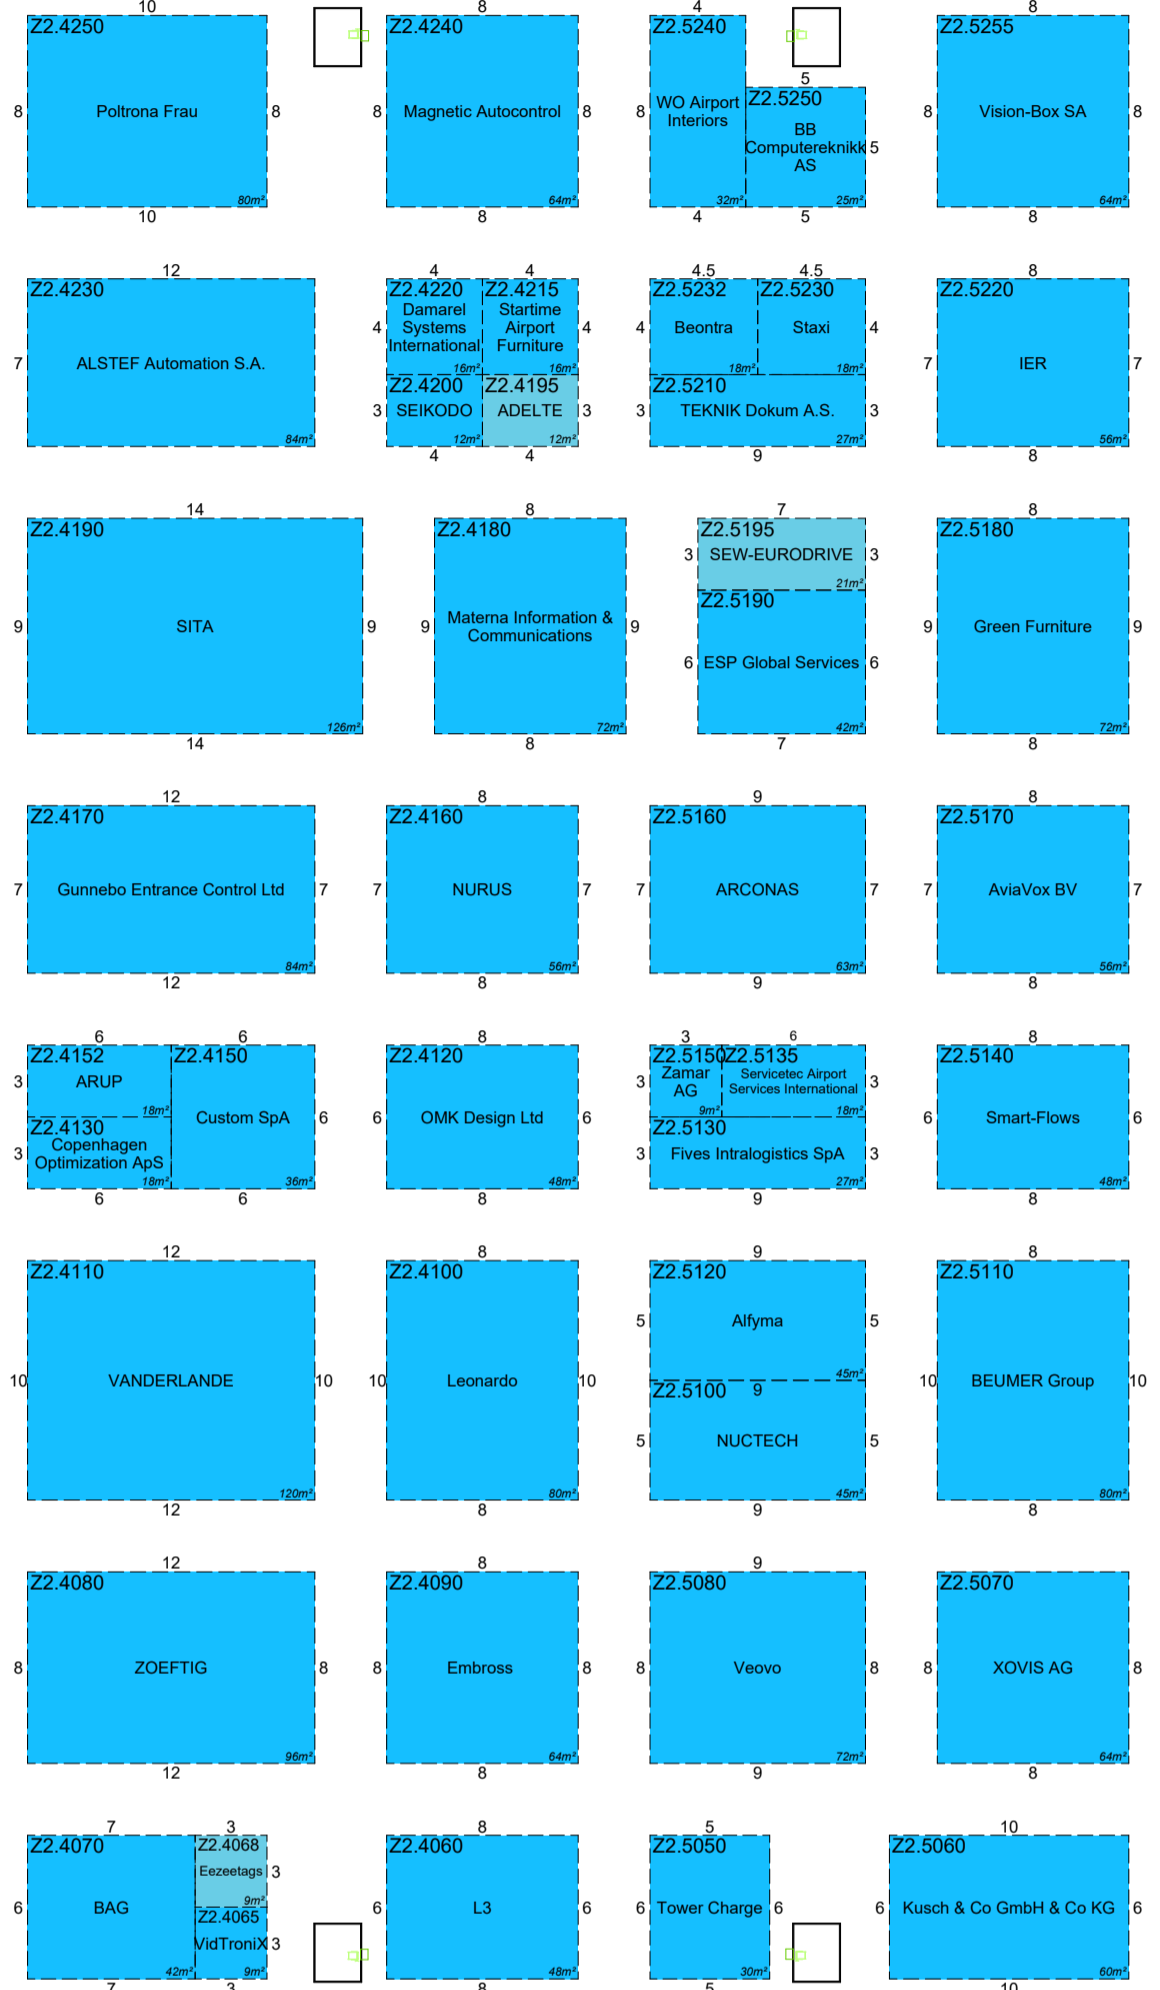 10
8
4
8
Z2.4250
Z2.4240
Z2.5240
Z2.5255
5
Z2.5250
8
Poltrona Frau
8
8
Magnetic Autocontrol
8
8
WO Airport
Interiors
BB
Computereknikk
AS
5
8
Vision-Box SA
8
80m²
64m²
32m²
25m²
64m²
10
8
4
5
8
12
4
4
4.5
4.5
8
Z2.4230
Z2.4220
Z2.4215
Z2.5232
Z2.5230
Z2.5220
7
ALSTEF Automation S.A.
84m²
4
Damarel
Systems
International
16m²
Startime
Airport
Furniture
16m²
4
4
Beontra
18m²
Staxi
18m²
4
7
IER
7
56m²
Z2.4200
Z2.4195
Z2.5210
3
SEIKODO
12m²
ADELTE
12m²
3
3
TEKNIK Dokum A.S.
27m²
3
4
4
9
8
14
8
7
8
Z2.4190
Z2.4180
Z2.5195
Z2.5180
3
SEW-EURODRIVE
3
21m²
Z2.5190
9
SITA
9
126m²
9
Materna Information &
Communications
9
72m²
6
ESP Global Services
6
42m²
9
Green Furniture
9
72m²
14
8
7
8
12
8
9
8
Z2.4170
Z2.4160
Z2.5160
Z2.5170
7
Gunnebo Entrance Control Ltd
7
7
NURUS
7
7
ARCONAS
7
7
AviaVox BV
7
84m²
56m²
63m²
56m²
12
8
9
8
6
6
8
3
6
8
Z2.4152
Z2.4150
Z2.4120
Z2.5150
Z2.5135
Z2.5140
3
ARUP
18m²
3
Zamar
AG
9m²
Servicetec Airport
Services International
18m²
3
Z2.4130
Z2.5130
3
Copenhagen
Optimization ApS
18m²
Custom SpA
6
36m²
6
OMK Design Ltd
6
48m²
3
Fives Intralogistics SpA
3
27m²
6
Smart-Flows
6
48m²
6
6
8
9
8
12
8
9
8
Z2.4110
Z2.4100
Z2.5120
Z2.5110
5
Alfyma
5
45m²
Z2.5100
9
10
VANDERLANDE
10
120m²
10
Leonardo
10
80m²
5
NUCTECH
5
45m²
10
BEUMER Group
10
80m²
12
8
9
8
12
8
9
8
Z2.4080
Z2.4090
Z2.5080
Z2.5070
8
ZOEFTIG
8
8
Embross
8
8
Veovo
8
8
XOVIS AG
8
96m²
64m²
72m²
64m²
12
8
9
8
7
3
8
5
10
Z2.4070
Z2.4068
Z2.4060
Z2.5050
Z2.5060
Eezeetags
3
9m²
Z2.4065
6
BAG
42m²
VidTroniX
3
9m²
6
L3
48m²
6
Tower Charge
6
30m²
6
Kusch & Co GmbH & Co KG
6
60m²
7
3
8
5
10